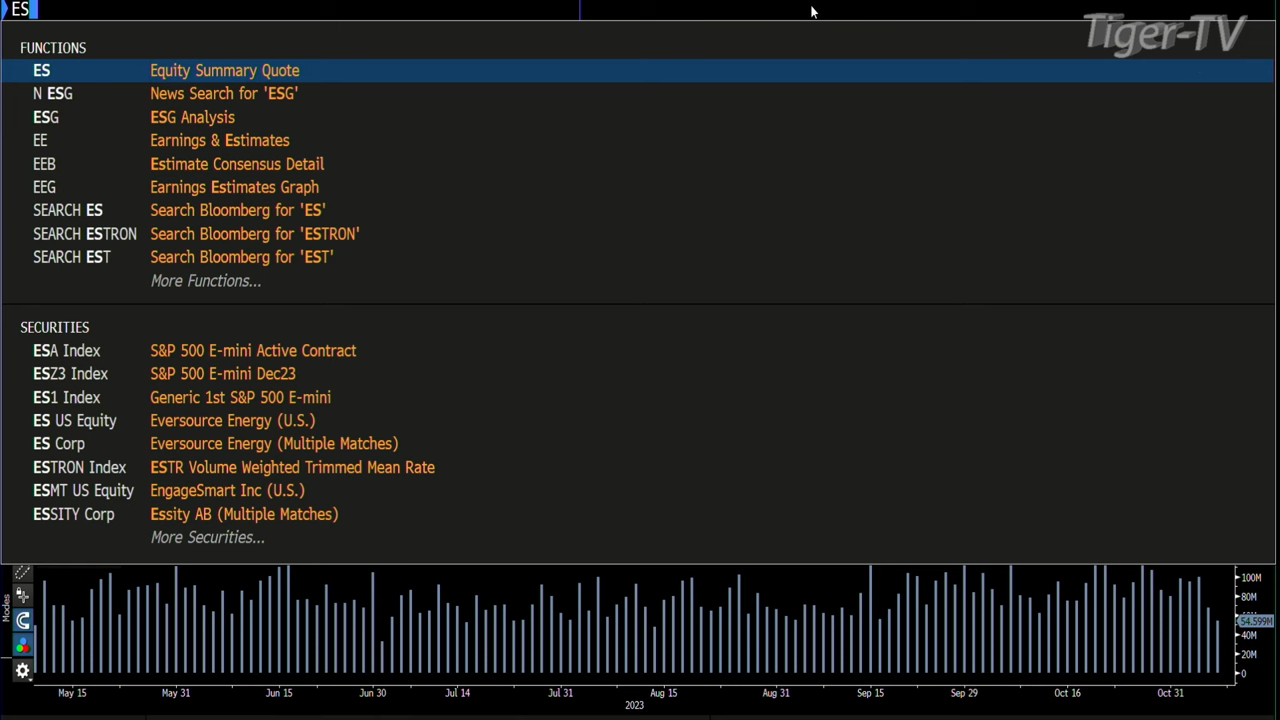 ES
Tiger-TV
FUNCTIONS
ES Equity Summary Quote
N ESG News Search for 'ESG'
ESG ESG Analysis
EE Earnings & Estimates
EEB Estimate Consensus Detail
EEG Earnings Estimates Graph
SEARCH ES Search Bloomberg for 'ES'
SEARCH ESTRON Search Bloomberg for 'ESTRON'
SEARCH EST Search Bloomberg for 'EST'
More Functions...
SECURITIES
ESA Index S&P 500 E-mini Active Contract
ESZ3 Index S&P 500 E-mini Dec23
ES1 Index Generic 1st S&P 500 E-mini
ES US Equity Eversource Energy (U.S.)
ES Corp Eversource Energy (Multiple Matches)
ESTRON Index ESTR Volume Weighted Trimmed Mean Rate
ESMT US Equity EngageSmart Inc (U.S.)
ESSITY Corp Essity AB (Multiple Matches)
More Securities...
Modes
100M
80M
54.599M
40M
20M
0
May 15 May 31 Jun 15 Jun 30 Jul 14 Jul 31 Aug 15 Aug 31 Sep 15 Sep 29 Oct 16 Oct 31
2023